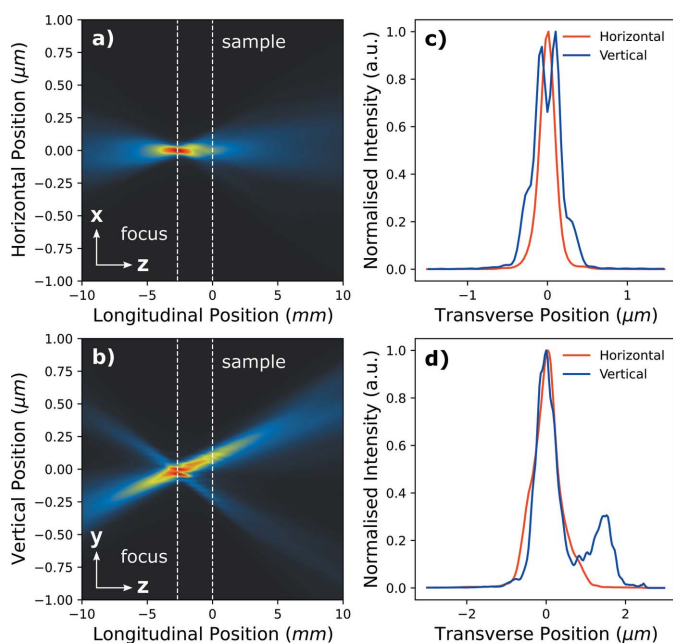 a)
sample
focus
x
z
1.00
0.75
0.50
0.25
0.00
−0.25
−0.50
−0.75
−1.00
Horizontal Position (μm)
−10 −5 0 5 10
Longitudinal Position (mm)
c)
Horizontal
Vertical
1.0
0.8
0.6
0.4
0.2
0.0
Normalised Intensity (a.u.)
−1 0 1
Transverse Position (μm)
b)
sample
focus
y
z
1.00
0.75
0.50
0.25
0.00
−0.25
−0.50
−0.75
−1.00
Vertical Position (μm)
−10 −5 0 5 10
Longitudinal Position (mm)
d)
Horizontal
Vertical
1.0
0.8
0.6
0.4
0.2
0.0
Normalised Intensity (a.u.)
−2 0 2
Transverse Position (μm)